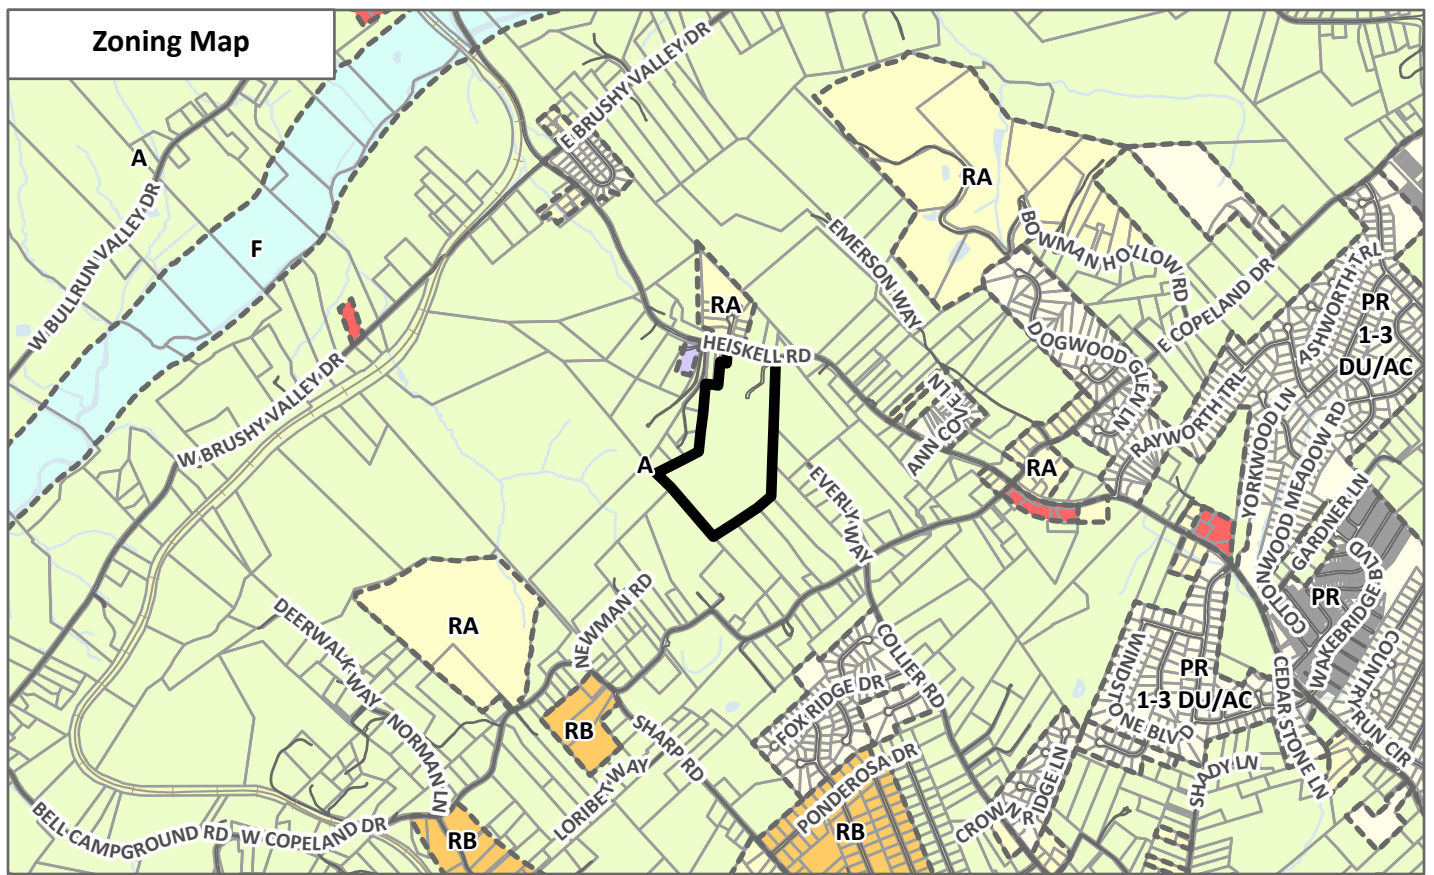 Zoning Map
E BRUSHY VALLEY DR
A
W BULLRUN VALLEY DR
F
RA
BOWMAN HOLLOW RD
EMERSON WAY
E COPELAND DR
ASHWORTH TRL
PR
1-3
DU/AC
RA
HEISKELL RD
DOGWOOD GLEN LN
W BRUSHY VALLEY DR
ANN COVE LN
RAYWORTH TRL
YORKWOOD LN
COTTONWOOD MEADOW RD
GARDNER LN
A
RA
EVERLY WAY
WAKEBRIDGE BLVD
PR
COUNTRY RUN CIR
DEERWALK WAY
RA
NEWMAN RD
COLLIER RD
WINDSTONE BLVD
PR
1-3 DU/AC
CEDAR STONE LN
FOX RIDGE DR
NORMAN LN
RB
SHARP RD
LORIBET WAY
PONDEROSA DR
RB
CROWN RIDGE LN
SHADY LN
BELL CAMPGROUND RD
W COPELAND DR
RB